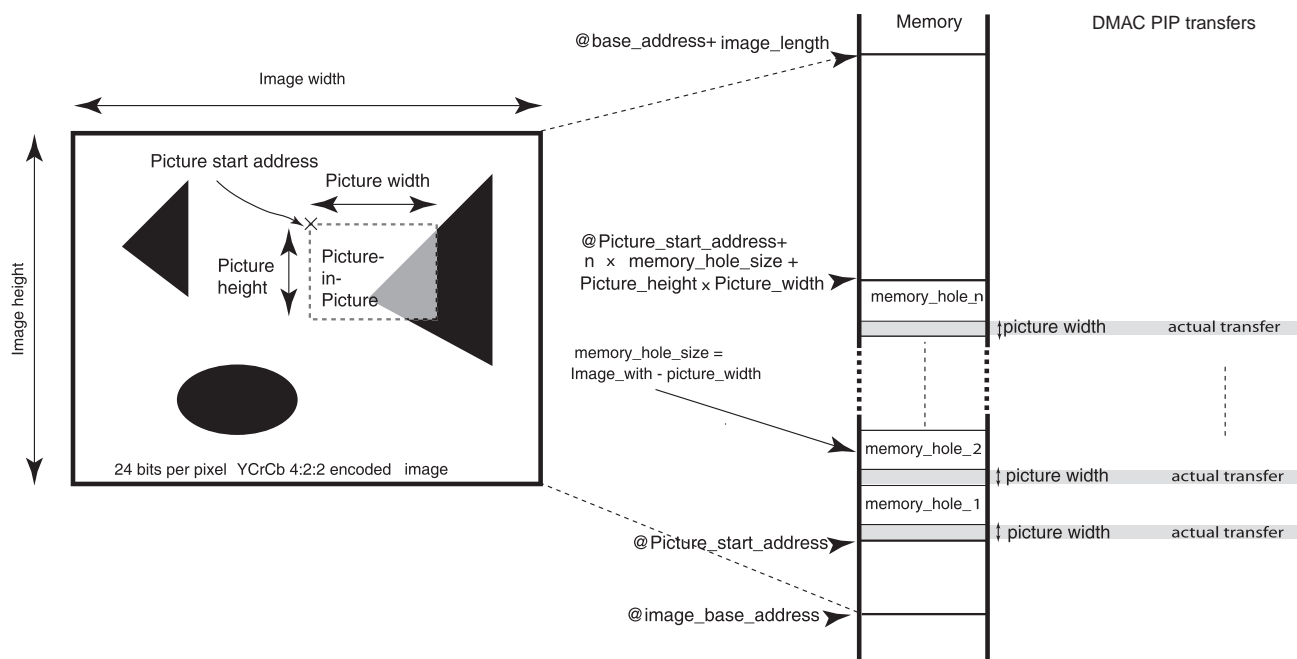 Memory
DMAC PIP transfers
@base_address+ image_length
Image width
Picture start address
Picture width
Image height
Picture
height
Picture-
in-
Picture
24 bits per pixel YCrCb 4:2:2 encoded image
@Picture_start_address+
n x memory_hole_size +
Picture_height x Picture_width
memory_hole_n
picture width actual transfer
memory_hole_size =
Image_with - picture_width
memory_hole_2
picture width actual transfer
memory_hole_1
picture width actual transfer
@Picture_start_address
@image_base_address